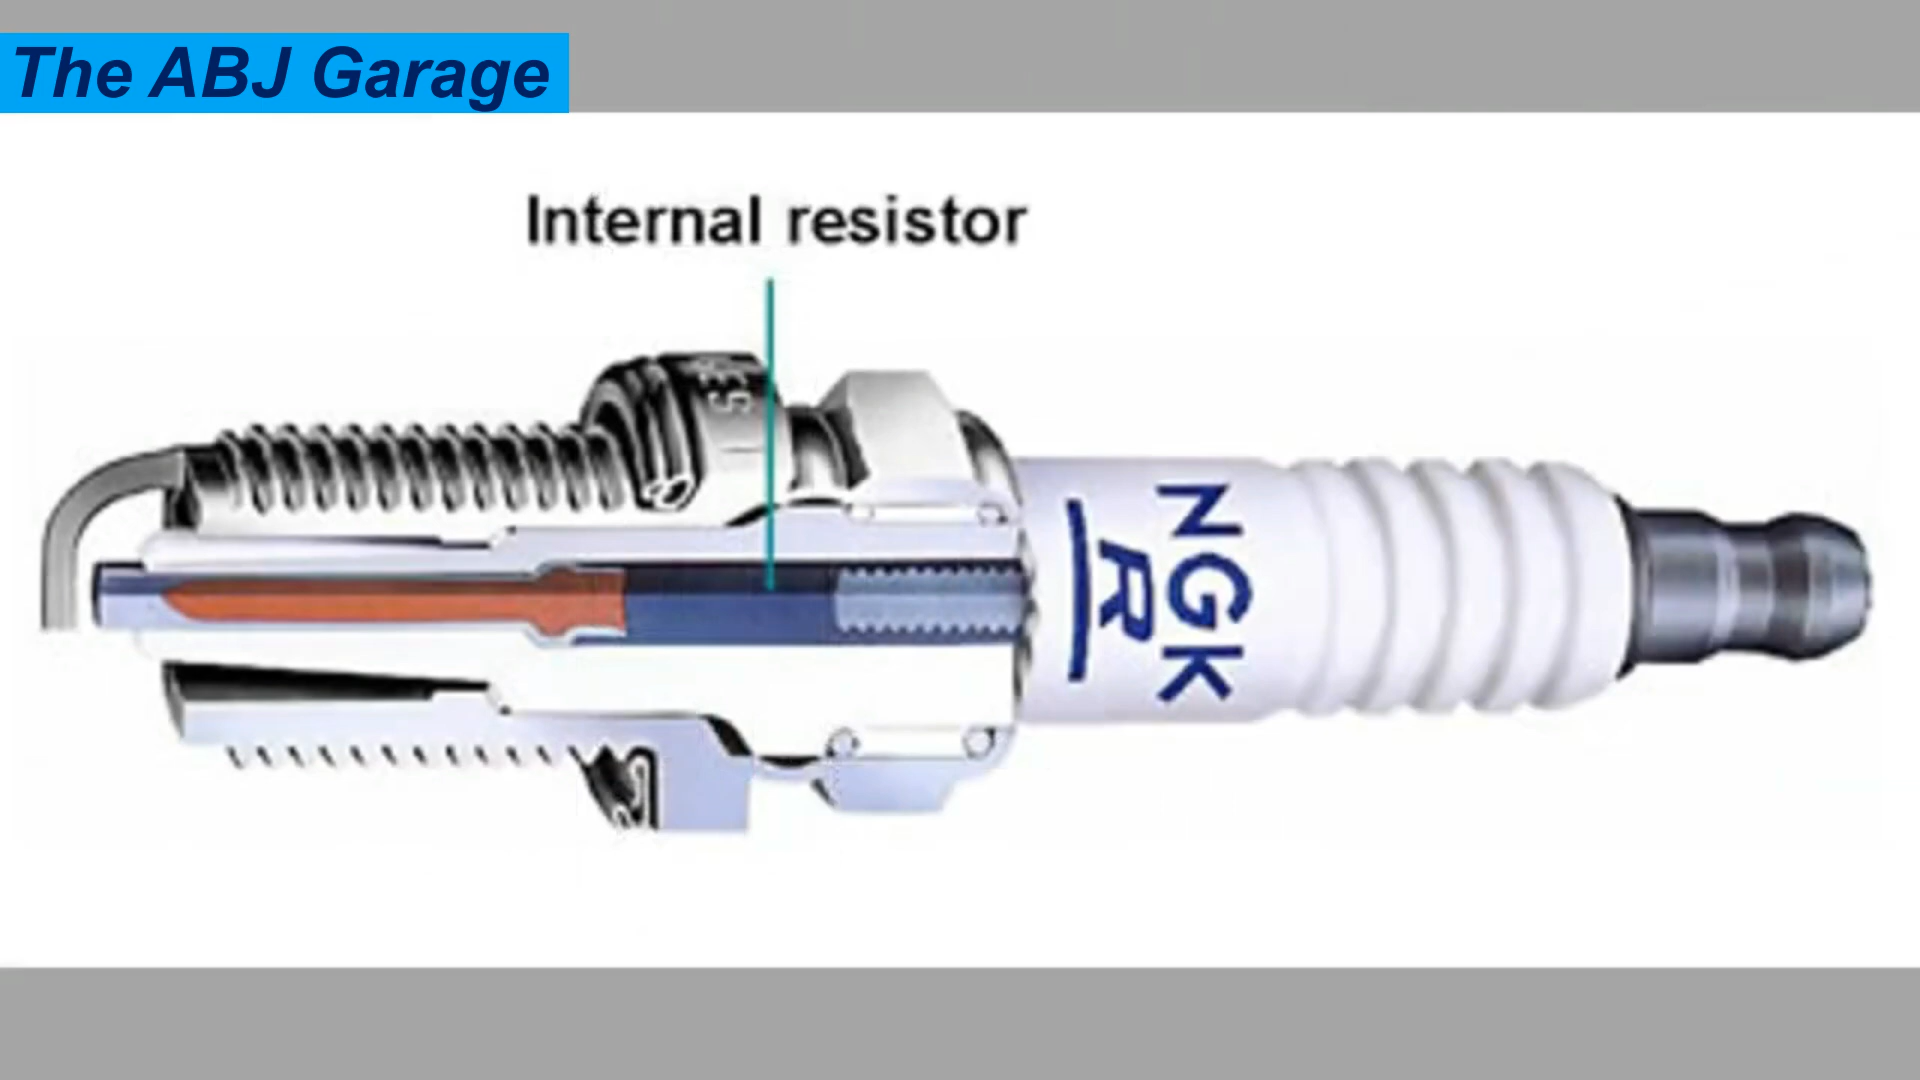 The ABJ Garage
Internal resistor
NGK
R